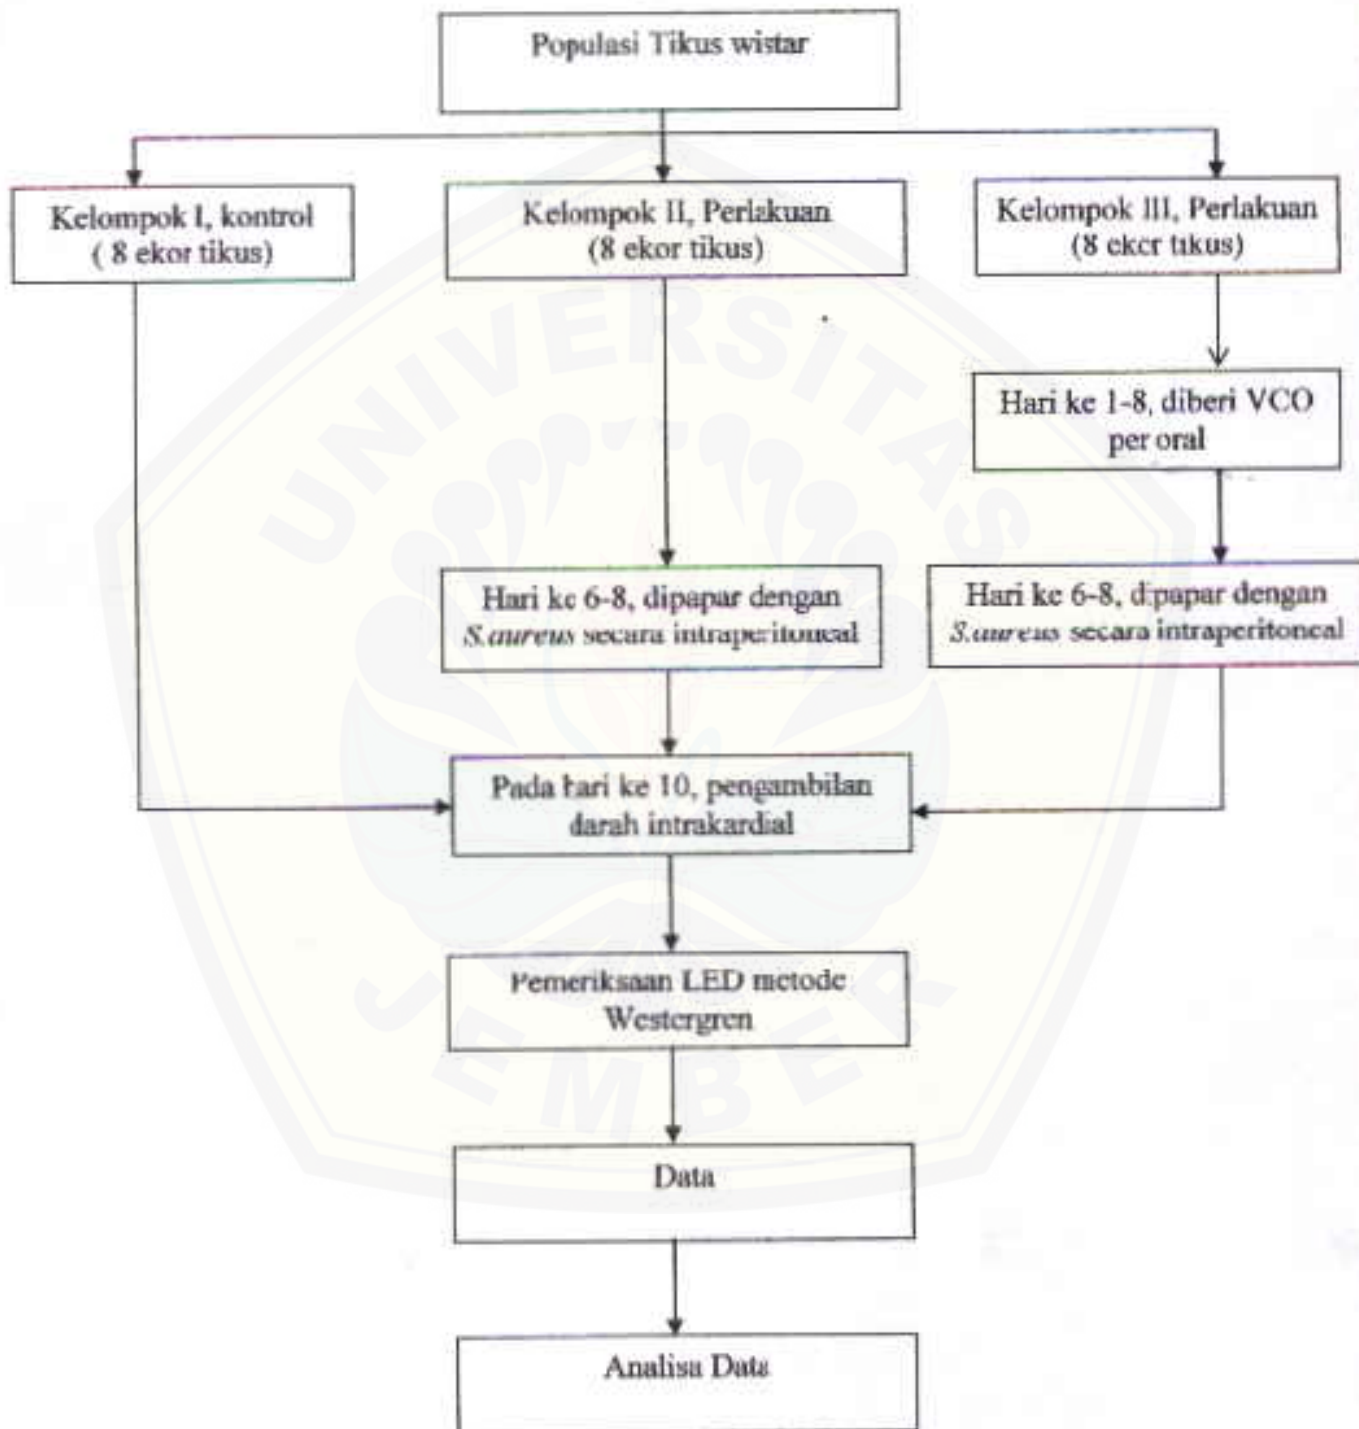 Populasi Tikus wistar
Kelompok I, kontrol
( 8 ekor tikus)
Kelompok II, Perlakuan
(8 ekor tikus)
Kelompok III, Perlakuan
(8 ekor tikus)
Hari ke 1-8, diberi VCO
per oral
Hari ke 6-8, dipapar dengan
S.aureus secara intraperitoneal
Hari ke 6-8, dipapar dengan
S.aureus secara intraperitoneal
Pada hari ke 10, pengambilan
darah intrakardial
Pemeriksaan LED metode
Westergren
Data
Analisa Data
UNIVERSITAS
JEMBER